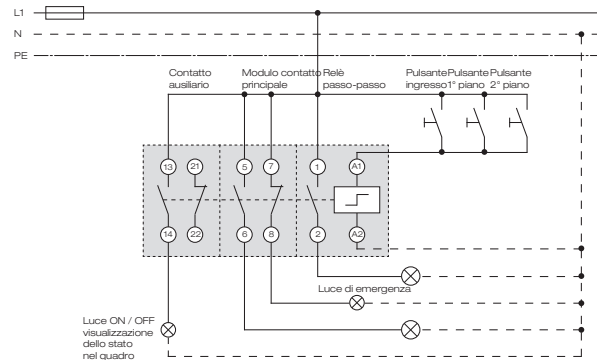 L1
N
PE
Contatto
ausiliario
Modulo contatto
principale
Relè
passo-passo
Pulsante
ingresso
Pulsante
1° piano
Pulsante
2° piano
13
21
5
7
1
A1
14
22
6
8
2
A2
Luce di emergenza
Luce ON / OFF
visualizzazione
dello stato
nel quadro